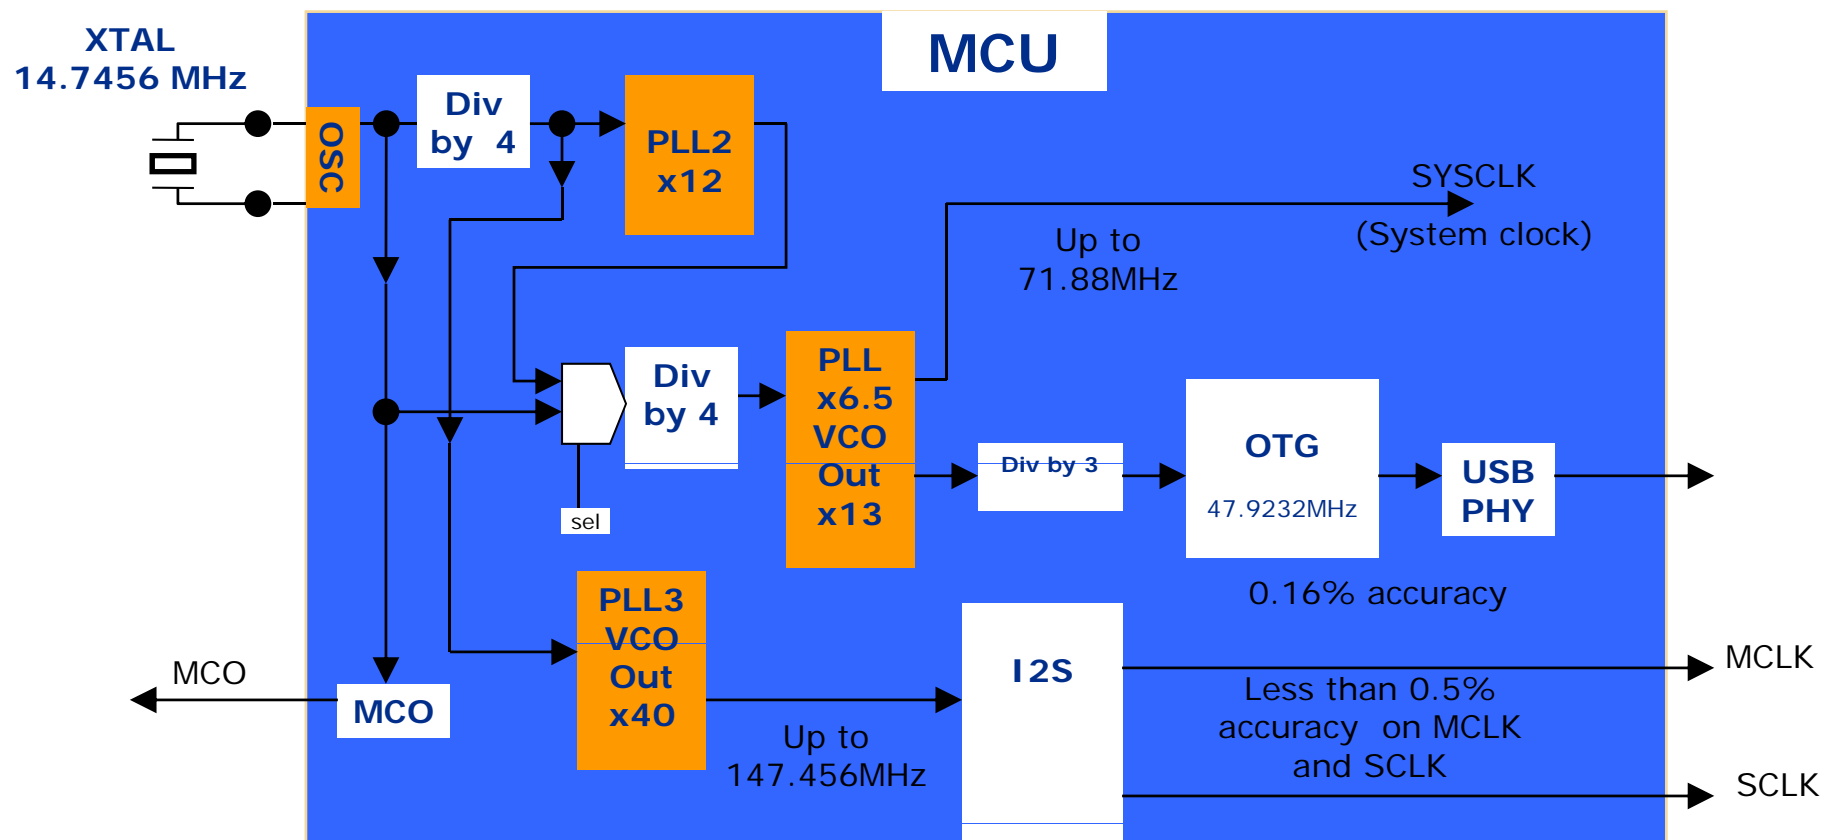 XTAL
14.7456 MHz
MCU
OSC
Div
by 4
PLL2
x12
SYSCLK
(System clock)
Up to
71.88MHz
Div
by 4
PLL
x6.5
VCO
Out
x13
sel
Div by 3
OTG
47.9232MHz
USB
PHY
0.16% accuracy
PLL3
VCO
Out
x40
MCO
MCO
Up to
147.456MHz
I2S
MCLK
Less than 0.5%
accuracy on MCLK
and SCLK
SCLK